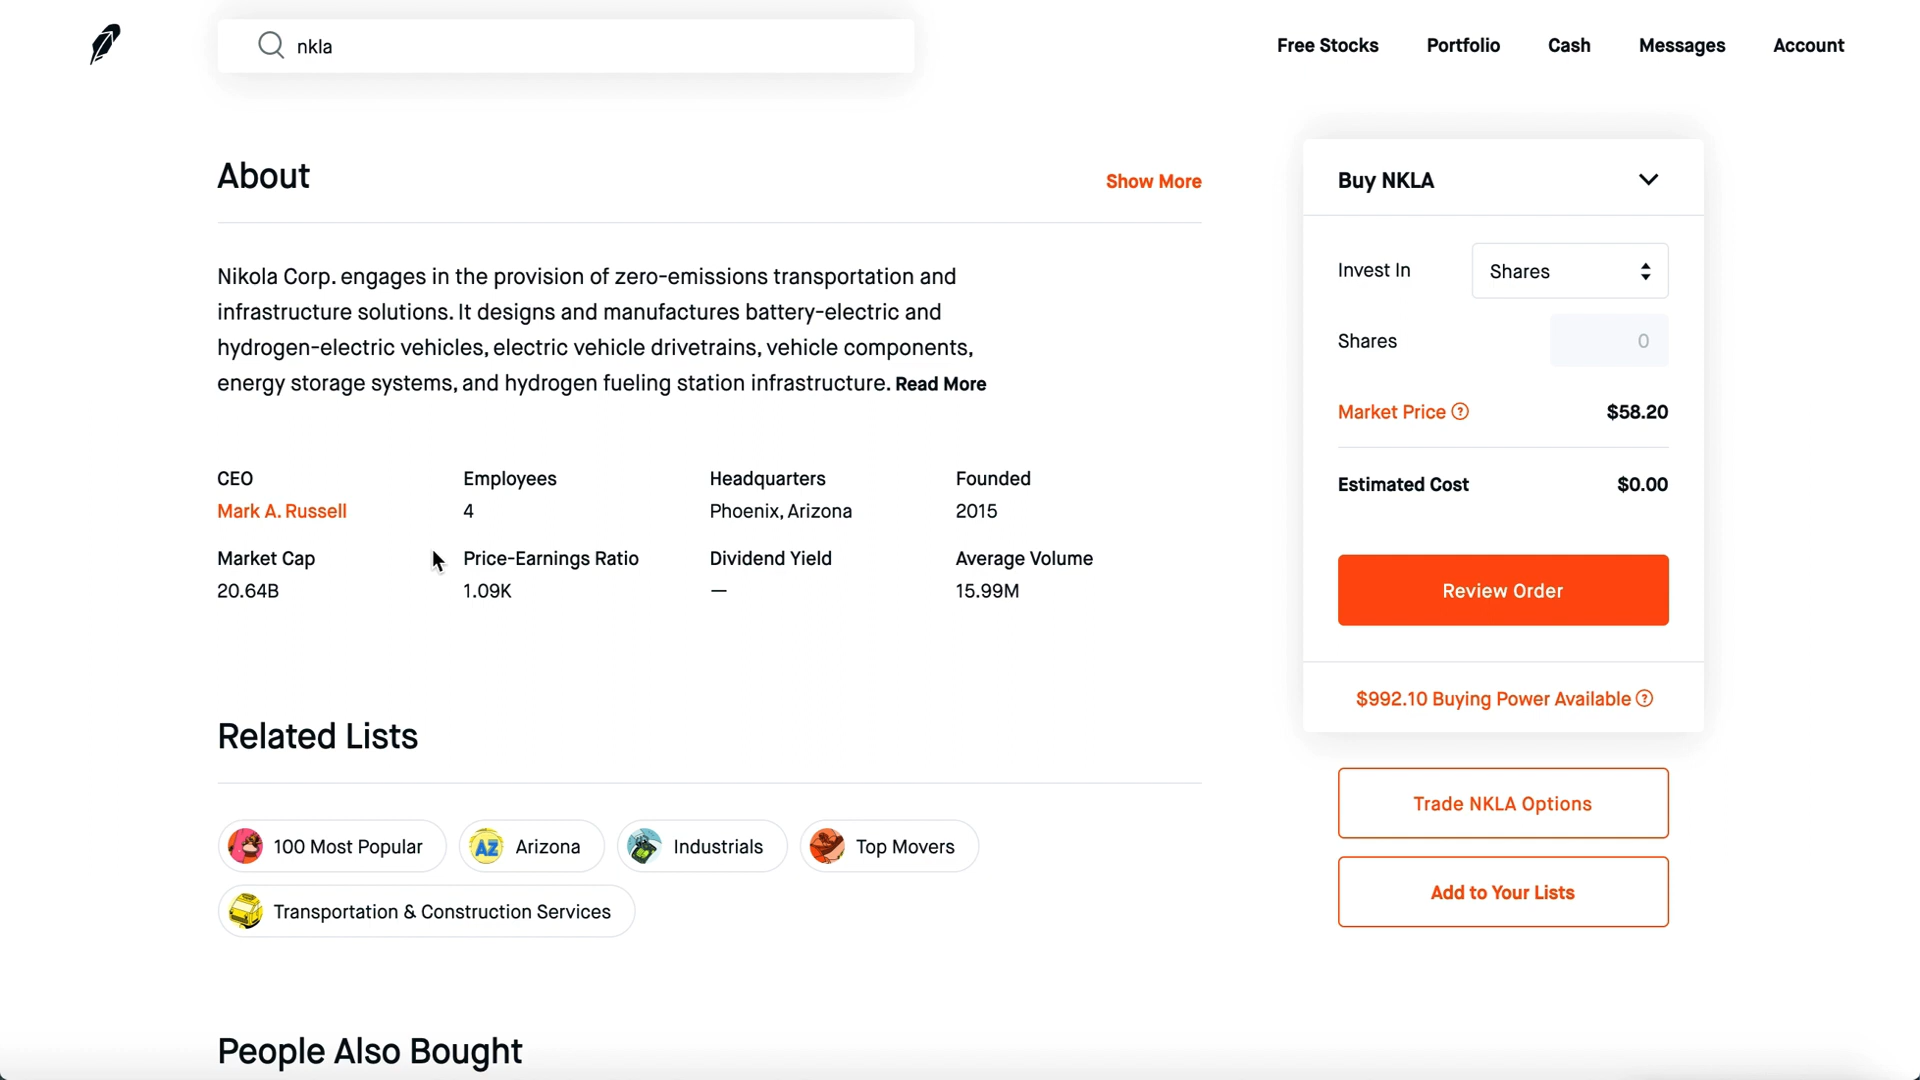 nkla
Free Stocks
Portfolio
Cash
Messages
Account
About
Show More
Nikola Corp. engages in the provision of zero-emissions transportation and
infrastructure solutions. It designs and manufactures battery-electric and
hydrogen-electric vehicles, electric vehicle drivetrains, vehicle components,
energy storage systems, and hydrogen fueling station infrastructure. Read More
CEO
Mark A. Russell
Employees
4
Headquarters
Phoenix, Arizona
Founded
2015
Market Cap
20.64B
Price-Earnings Ratio
1.09K
Dividend Yield
—
Average Volume
15.99M
Related Lists
100 Most Popular
AZ Arizona
Industrials
Top Movers
Transportation & Construction Services
People Also Bought
Buy NKLA
Invest In
Shares
Shares
0
Market Price ?
$58.20
Estimated Cost
$0.00
Review Order
$992.10 Buying Power Available ?
Trade NKLA Options
Add to Your Lists